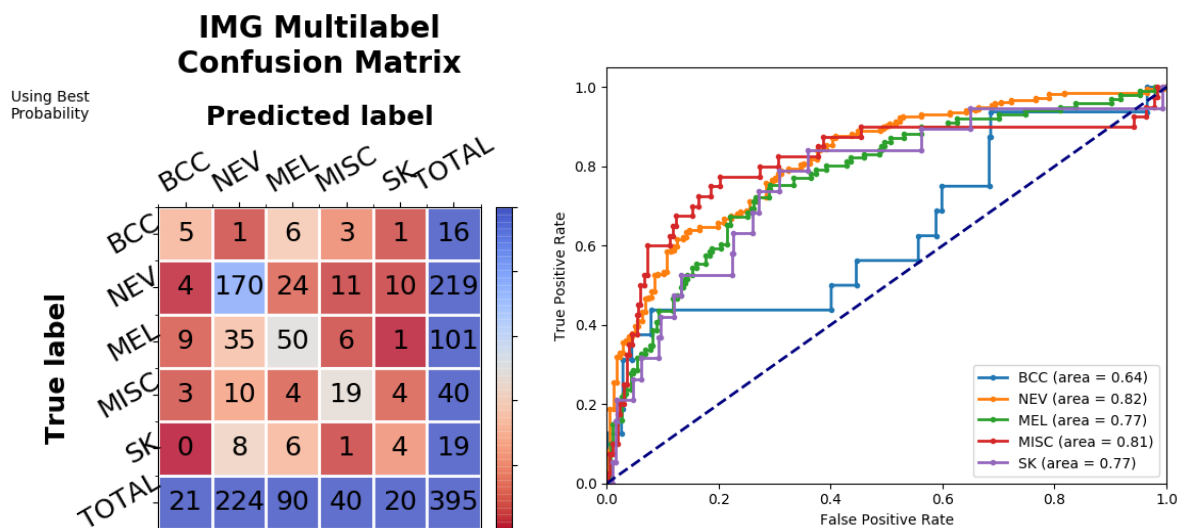 IMG Multilabel
Confusion Matrix
Using Best
Probability
Predicted label
BCC NEV MEL MISC SK TOTAL
True label
BCC 5 1 6 3 1 16
NEV 4 170 24 11 10 219
MEL 9 35 50 6 1 101
MISC 3 10 4 19 4 40
SK 0 8 6 1 4 19
TOTAL 21 224 90 40 20 395
True Positive Rate
1.0
0.8
0.6
0.4
0.2
0.0
0.0 0.2 0.4 0.6 0.8 1.0
False Positive Rate
BCC (area = 0.64)
NEV (area = 0.82)
MEL (area = 0.77)
MISC (area = 0.81)
SK (area = 0.77)